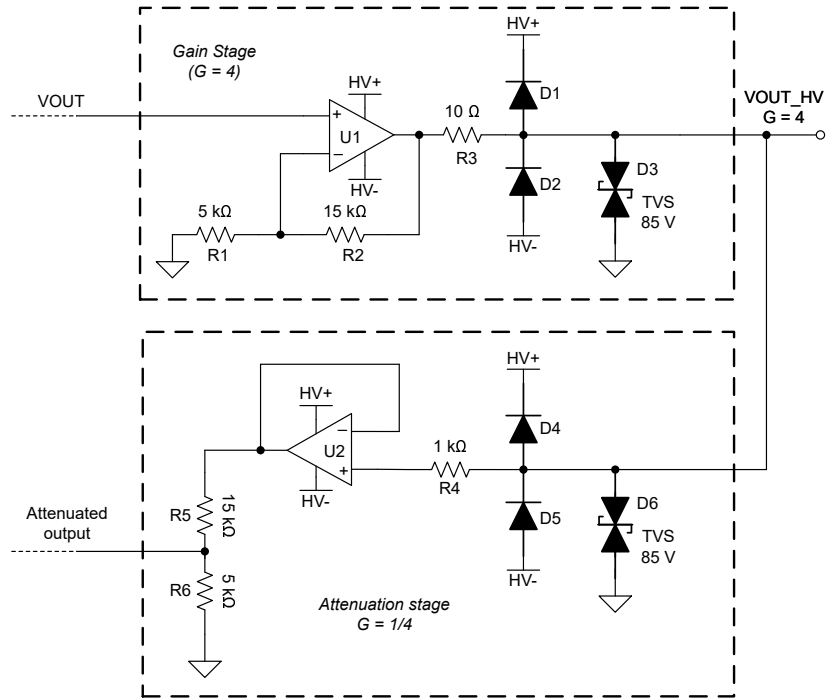 Gain Stage
(G = 4)
HV+
VOUT
+
U1
−
HV-
10 Ω
R3
HV+
D1
D2
HV-
D3
TVS
85 V
VOUT_HV
G = 4
5 kΩ
R1
15 kΩ
R2
HV+
−
U2
+
HV-
1 kΩ
R4
HV+
D4
D5
HV-
D6
TVS
85 V
R5
15 kΩ
Attenuated
output
R6
5 kΩ
Attenuation stage
G = 1/4